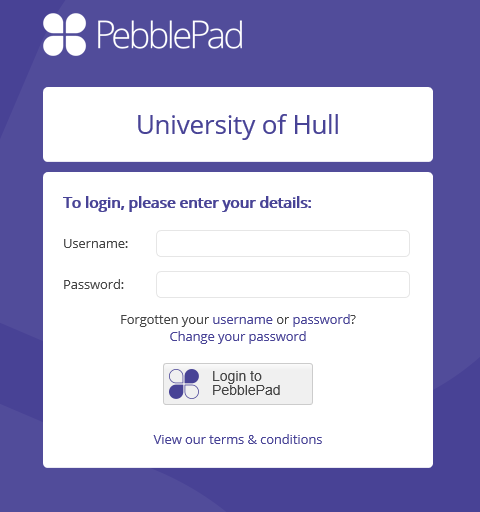 PebblePad
University of Hull
To login, please enter your details:
Username:
Password:
Forgotten your username or password?
Change your password
Login to
PebblePad
View our terms & conditions